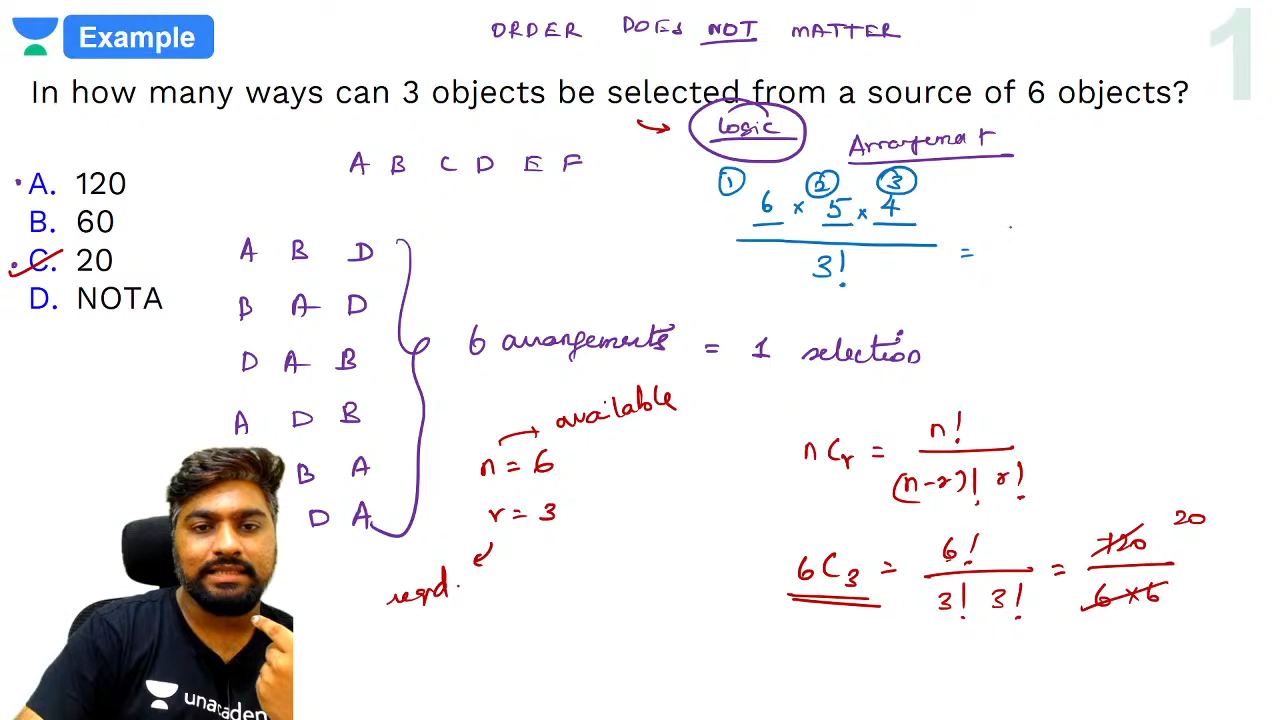 ORDER DOES NOT MATTER
Example
1
In how many ways can 3 objects be selected from a source of 6 objects?
Logic
Arrangement
A B C D E F
A. 120
B. 60
C. 20
D. NOTA
1 2 3
6 × 5 × 4
3! =
A B D
B A D
D A B
A D B
B A
D A
6 arrangements = 1 selection
available
n = 6
r = 3
reqd.
nCr = n! / (n-r)! r!
6C3 = 6! / 3! 3! = 720 / 6 × 6 20
unacadem